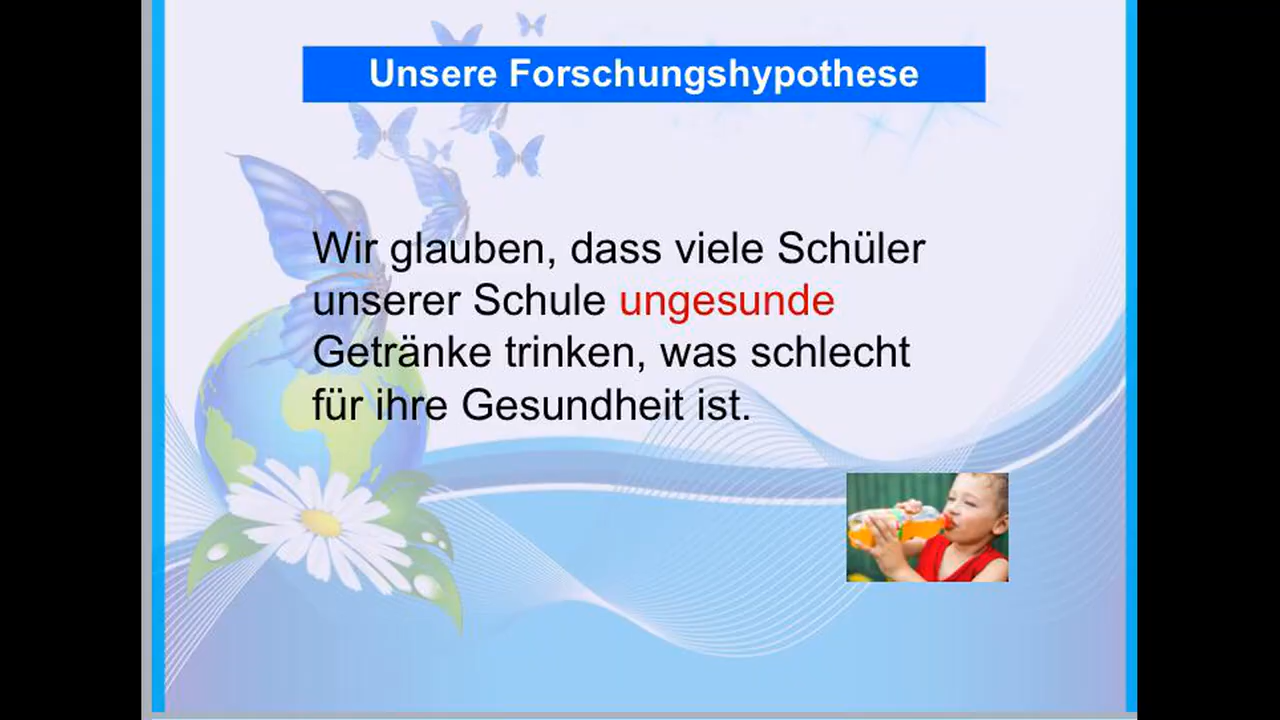 Unsere Forschungshypothese
Wir glauben, dass viele Schüler
unserer Schule ungesunde
Getränke trinken, was schlecht
für ihre Gesundheit ist.